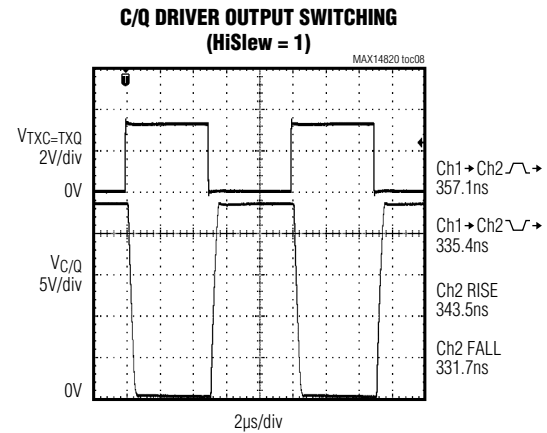 C/Q DRIVER OUTPUT SWITCHING
(HiSlew = 1)
MAX14820 toc08
VTXC=TXQ
2V/div
0V
VC/Q
5V/div
0V
Ch1→Ch2
357.1ns
Ch1→Ch2
335.4ns
Ch2 RISE
343.5ns
Ch2 FALL
331.7ns
2µs/div